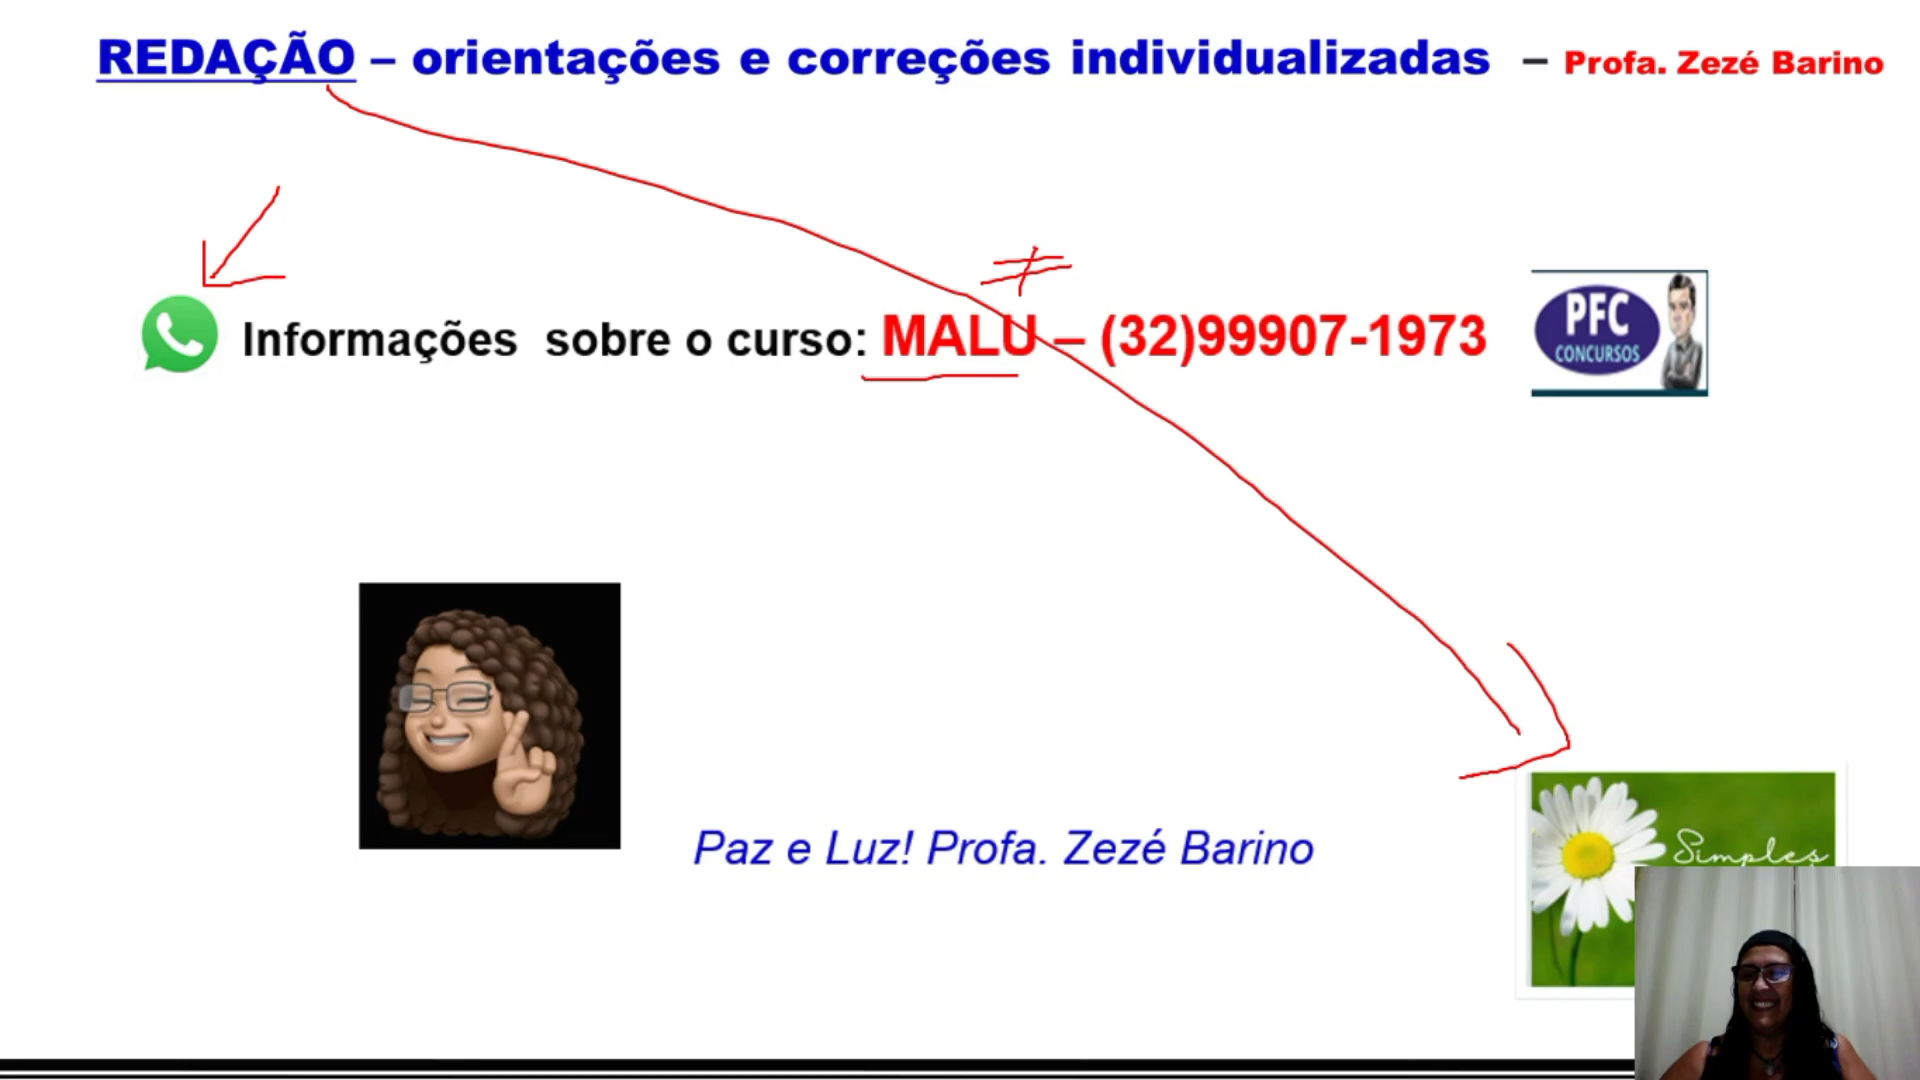 REDAÇÃO – orientações e correções individualizadas – Profa. Zezé Barino
Informações sobre o curso: MALU – (32)99907-1973
PFC
CONCURSOS
Paz e Luz! Profa. Zezé Barino
Simples